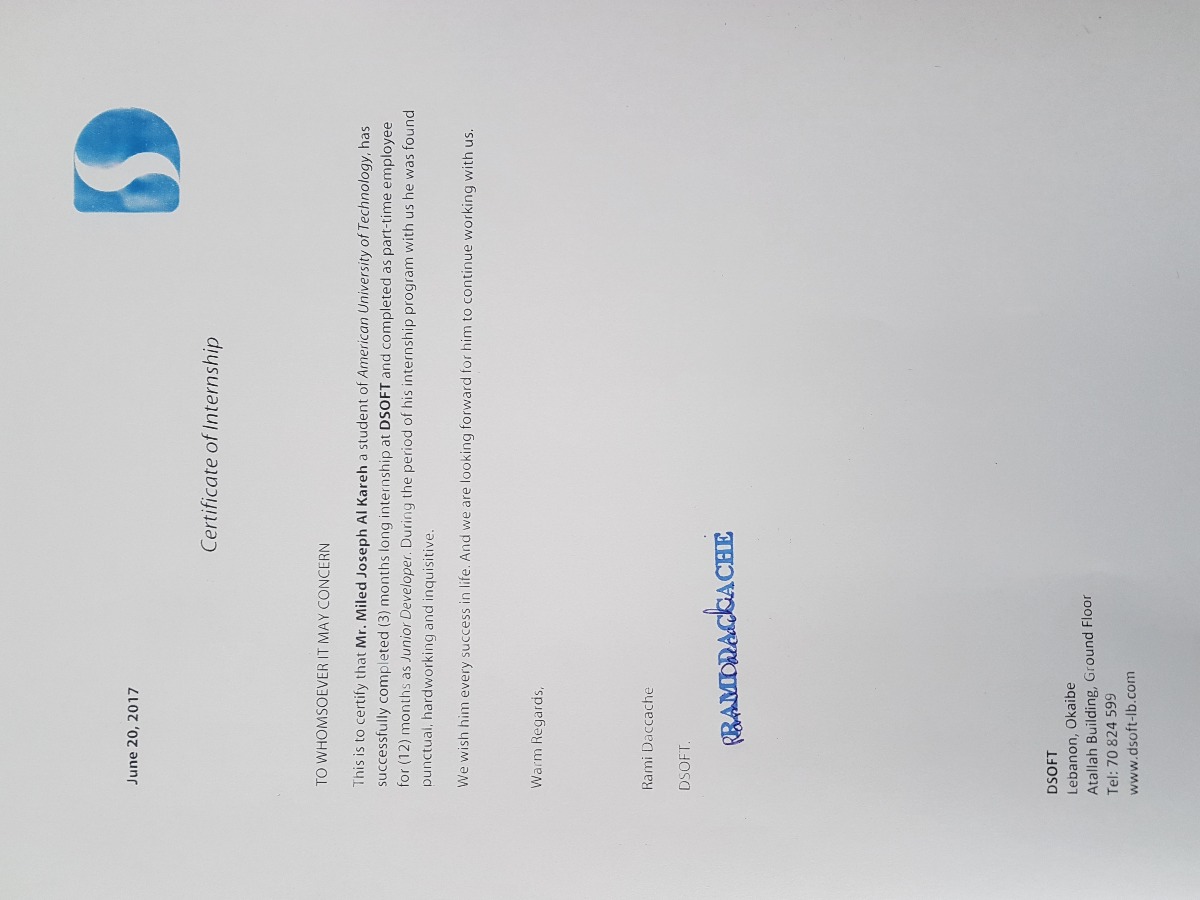 June 20, 2017
Certificate of Internship
TO WHOMSOEVER IT MAY CONCERN
This is to certify that Mr. Miled Joseph Al Kareh a student of American University of Technology, has
successfully completed (3) months long internship at DSOFT and completed as part-time employee
for (12) months as Junior Developer. During the period of his internship program with us he was found
punctual, hardworking and inquisitive.
We wish him every success in life. And we are looking forward for him to continue working with us.
Warm Regards,
Rami Daccache
DSOFT.
RAMI DACCACHE
DSOFT
Lebanon, Okaibe
Atallah Building, Ground Floor
Tel: 70 824 599
www.dsoft-lb.com